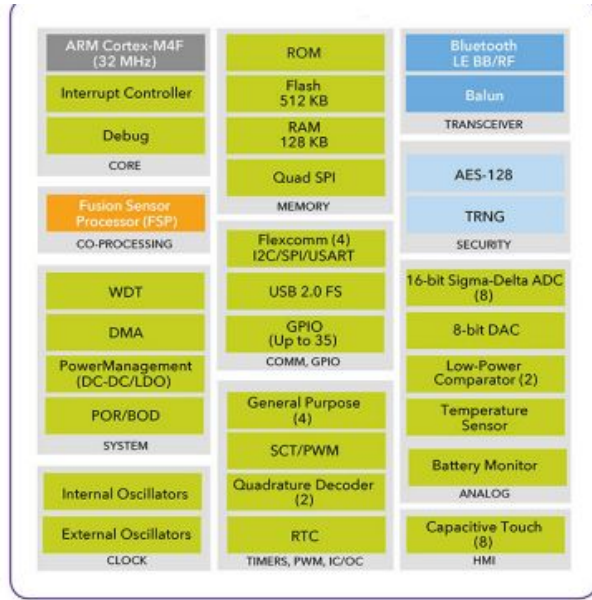 ARM Cortex-M4F
(32 MHz)
Interrupt Controller
Debug
CORE
Fusion Sensor
Processor (FSP)
CO-PROCESSING
WDT
DMA
PowerManagement
(DC-DC/LDO)
POR/BOD
SYSTEM
Internal Oscillators
External Oscillators
CLOCK
ROM
Flash
512 KB
RAM
128 KB
Quad SPI
MEMORY
Flexcomm (4)
I2C/SPI/USART
USB 2.0 FS
GPIO
(Up to 35)
COMM, GPIO
General Purpose
(4)
SCT/PWM
Quadrature Decoder
(2)
RTC
TIMERS, PWM, IC/OC
Bluetooth
LE BB/RF
Balun
TRANSCEIVER
AES-128
TRNG
SECURITY
16-bit Sigma-Delta ADC
(8)
8-bit DAC
Low-Power
Comparator (2)
Temperature
Sensor
Battery Monitor
ANALOG
Capacitive Touch
(8)
HMI